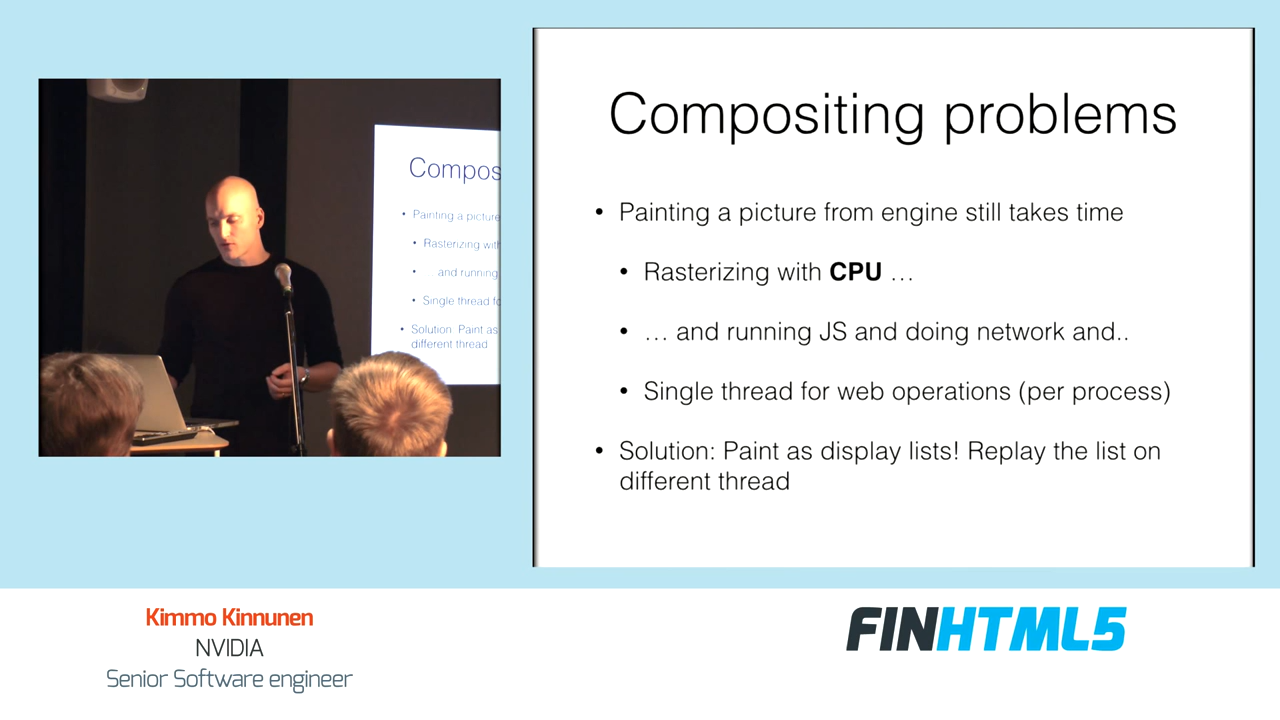 Compositing problems
• Painting a picture from engine still takes time
• Rasterizing with CPU …
• … and running JS and doing network and..
• Single thread for web operations (per process)
• Solution: Paint as display lists! Replay the list on
different thread
Compos
• Painting a picture
• Rasterizing with
• and running
• Single thread fo
• Solution Paint as
different thread
Kimmo Kinnunen
NVIDIA
Senior Software engineer
FINHTML5